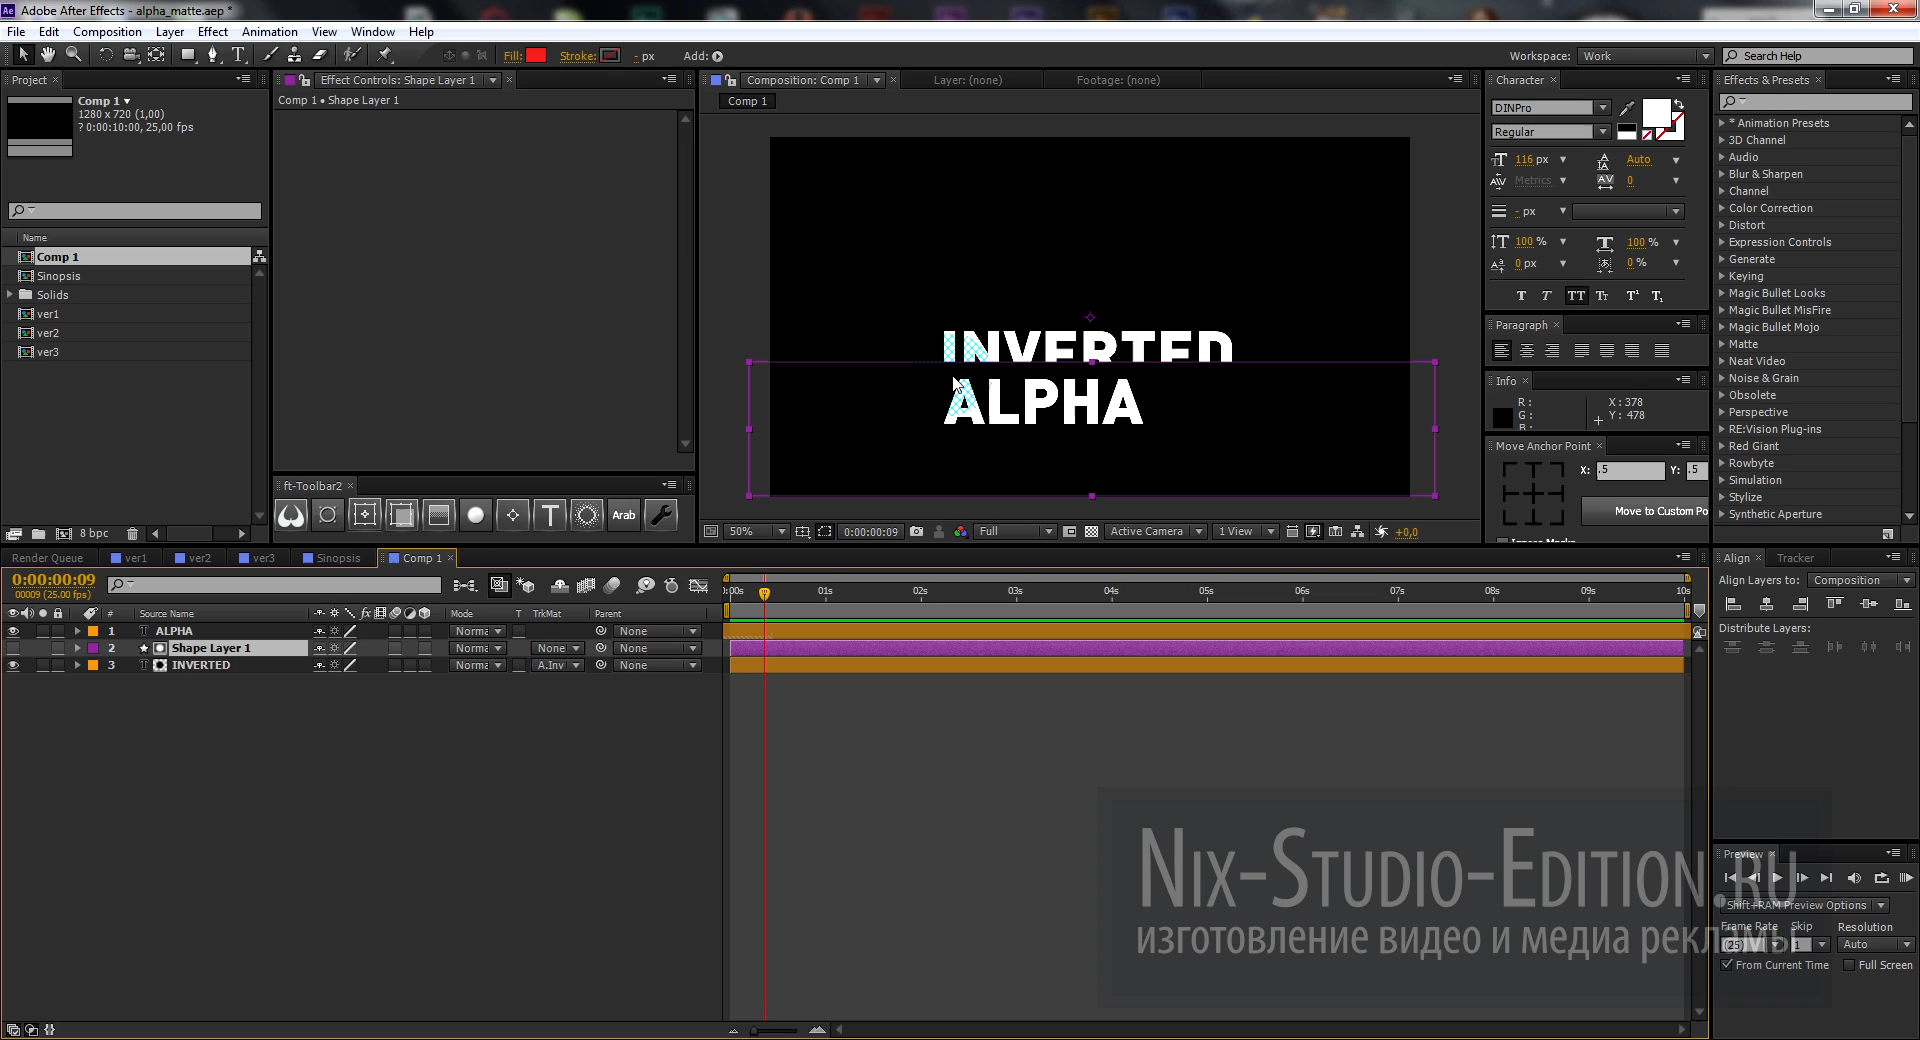 Adobe After Effects - alpha_matte.aep *
File Edit Composition Layer Effect Animation View Window Help
Fill: Stroke: - px Add:
Workspace: Work Search Help
Project
Comp 1
1280 x 720 (1,00)
? 0:00:10:00, 25,00 fps
Name
Comp 1
Sinopsis
Solids
ver1
ver2
ver3
8 bpc
Effect Controls: Shape Layer 1
Comp 1 • Shape Layer 1
ft-Toolbar2
T
Arab
Composition: Comp 1 Layer: (none) Footage: (none)
Comp 1
INVERTED
ALPHA
50% 0:00:00:09 Full Active Camera 1 View +0,0
Character
DINPro
Regular
116 px Auto
Metrics 0
- px
100 % 100 %
0 px 0 %
Paragraph
Info
R: X: 378
G: Y: 478
B:
Move Anchor Point
X: .5 Y: .5
Move to Custom Po
Ignore Masks
Effects & Presets
* Animation Presets
3D Channel
Audio
Blur & Sharpen
Channel
Color Correction
Distort
Expression Controls
Generate
Keying
Magic Bullet Looks
Magic Bullet MisFire
Magic Bullet Mojo
Matte
Neat Video
Noise & Grain
Obsolete
Perspective
RE:Vision Plug-ins
Red Giant
Rowbyte
Simulation
Stylize
Synthetic Aperture
Render Queue ver1 ver2 ver3 Sinopsis Comp 1
0:00:00:09
00009 (25.00 fps)
# Source Name fx Mode T TrkMat Parent
1 ALPHA Norma None
2 Shape Layer 1 Norma None None
3 INVERTED Norma A.Inv None
):00s 01s 02s 03s 04s 05s 06s 07s 08s 09s 10s
Align Tracker
Align Layers to: Composition
Distribute Layers:
Preview
Shift+RAM Preview Options
Frame Rate Skip Resolution
(25) 1 Auto
From Current Time Full Screen
Nix-Studio-Edition.ru
изготовление видео и медиа рекламы